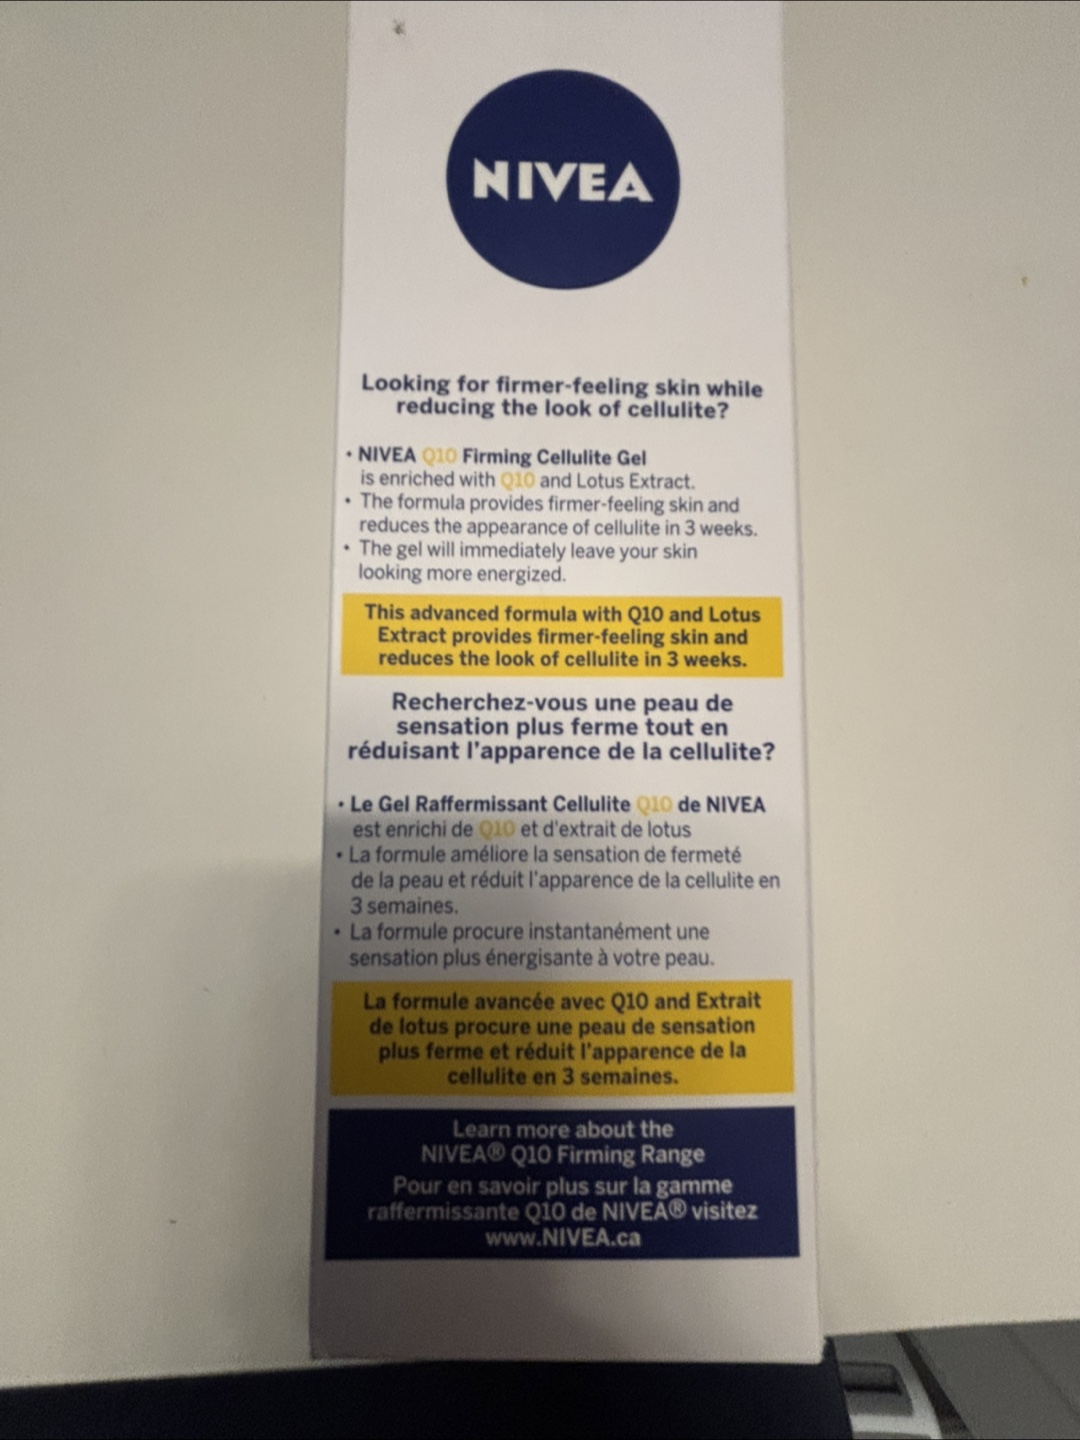 NIVEA
Looking for firmer-feeling skin while
reducing the look of cellulite?
• NIVEA Q10 Firming Cellulite Gel
is enriched with Q10 and Lotus Extract.
• The formula provides firmer-feeling skin and
reduces the appearance of cellulite in 3 weeks.
• The gel will immediately leave your skin
looking more energized.
This advanced formula with Q10 and Lotus
Extract provides firmer-feeling skin and
reduces the look of cellulite in 3 weeks.
Recherchez-vous une peau de
sensation plus ferme tout en
réduisant l'apparence de la cellulite?
• Le Gel Raffermissant Cellulite Q10 de NIVEA
est enrichi de Q10 et d'extrait de lotus
• La formule améliore la sensation de fermeté
de la peau et réduit l'apparence de la cellulite en
3 semaines.
• La formule procure instantanément une
sensation plus énergisante à votre peau.
La formule avancée avec Q10 and Extrait
de lotus procure une peau de sensation
plus ferme et réduit l'apparence de la
cellulite en 3 semaines.
Learn more about the
NIVEA® Q10 Firming Range
Pour en savoir plus sur la gamme
raffermissante Q10 de NIVEA® visitez
www.NIVEA.ca